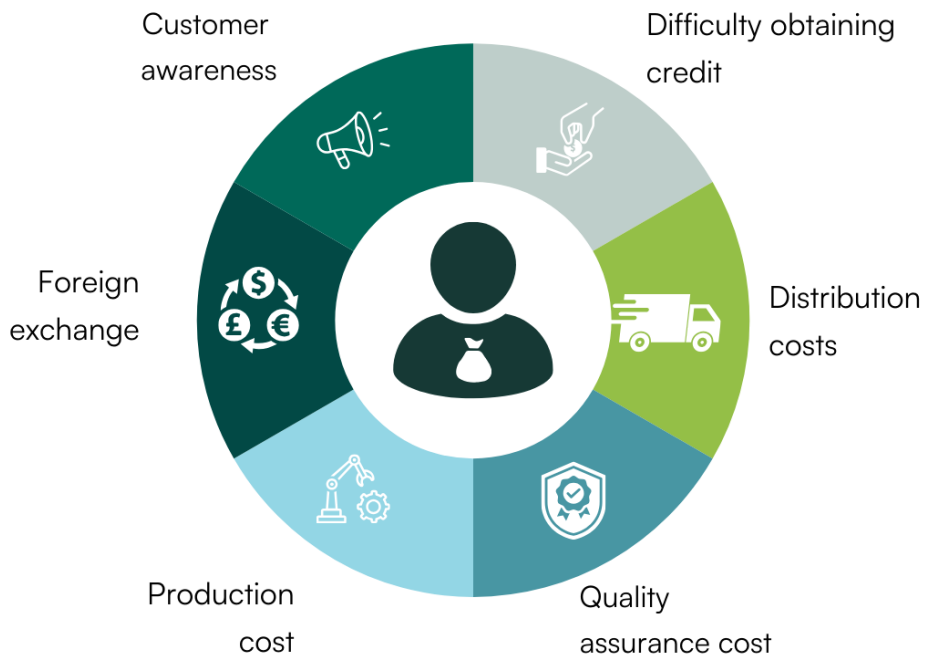 Customer
awareness
Difficulty obtaining
credit
Foreign
exchange
$
£
€
Distribution
costs
Production
cost
Quality
assurance cost